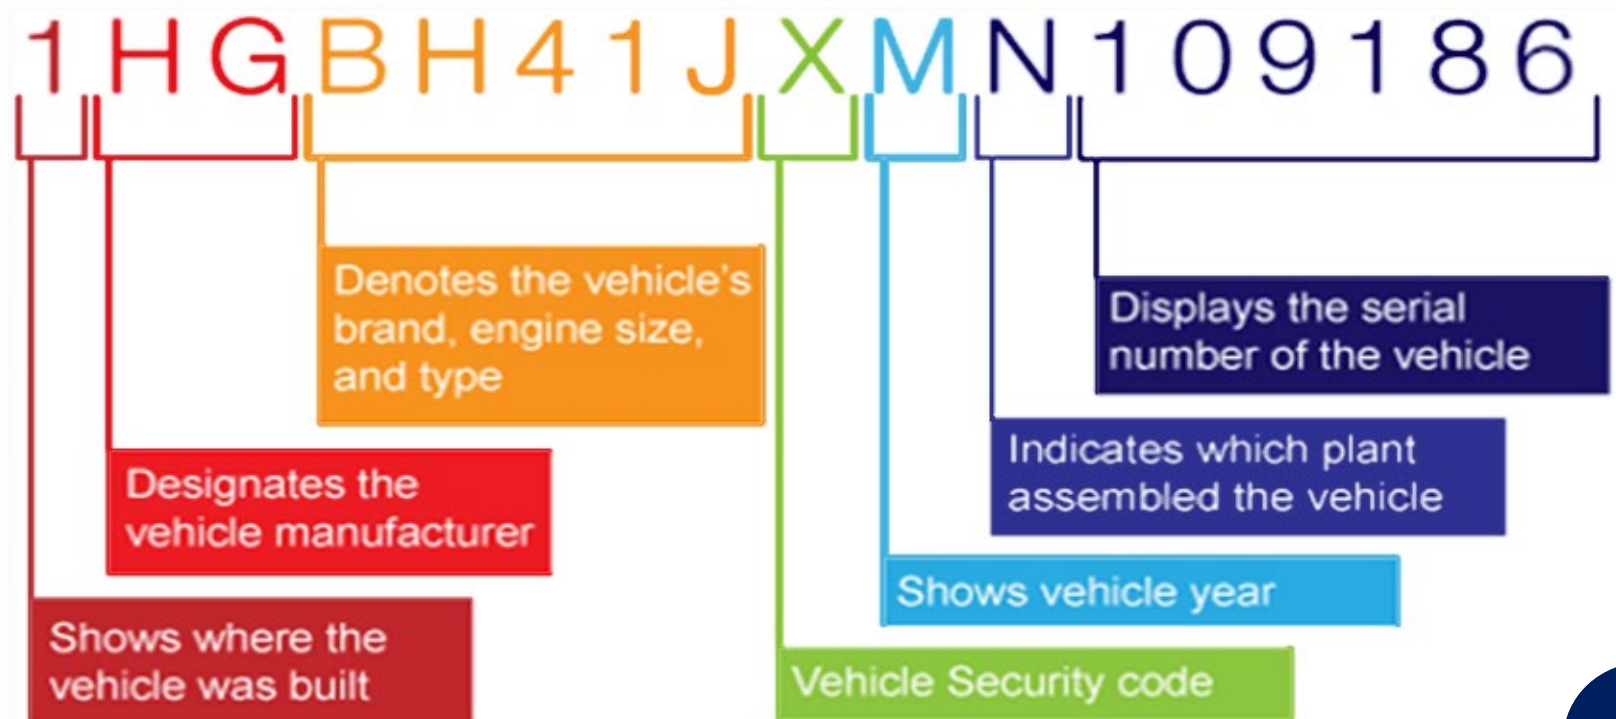 1HGBH41JXMN109186
Denotes the vehicle's
brand, engine size,
and type
Displays the serial
number of the vehicle
Designates the
vehicle manufacturer
Indicates which plant
assembled the vehicle
Shows vehicle year
Shows where the
vehicle was built
Vehicle Security code